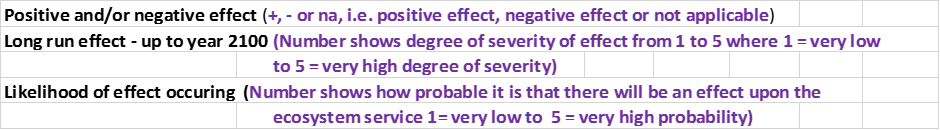 Positive and/or negative effect (+, - or na, i.e. positive effect, negative effect or not applicable)
Long run effect - up to year 2100 (Number shows degree of severity of effect from 1 to 5 where 1 = very low
to 5 = very high degree of severity)
Likelihood of effect occuring (Number shows how probable it is that there will be an effect upon the
ecosystem service 1= very low to 5 = very high probability)